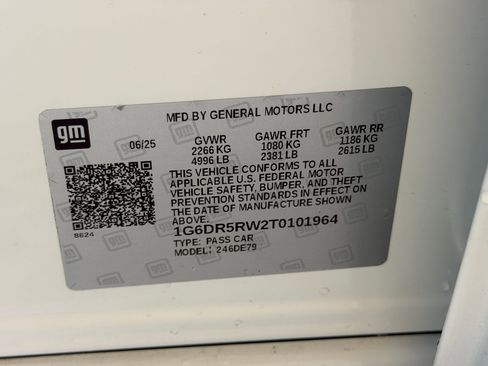 MFD BY GENERAL MOTORS LLC
gm
06/25 GVWR GAWR FRT GAWR RR
2266 KG 1080 KG 1186 KG
4996 LB 2381 LB 2615 LB
THIS VEHICLE CONFORMS TO ALL
APPLICABLE U.S. FEDERAL MOTOR
VEHICLE SAFETY, BUMPER, AND THEFT
PREVENTION STANDARDS IN EFFECT ON
THE DATE OF MANUFACTURE SHOWN
ABOVE.
8624
1G6DR5RW2T0101964
TYPE: PASS CAR
MODEL: 246DE79